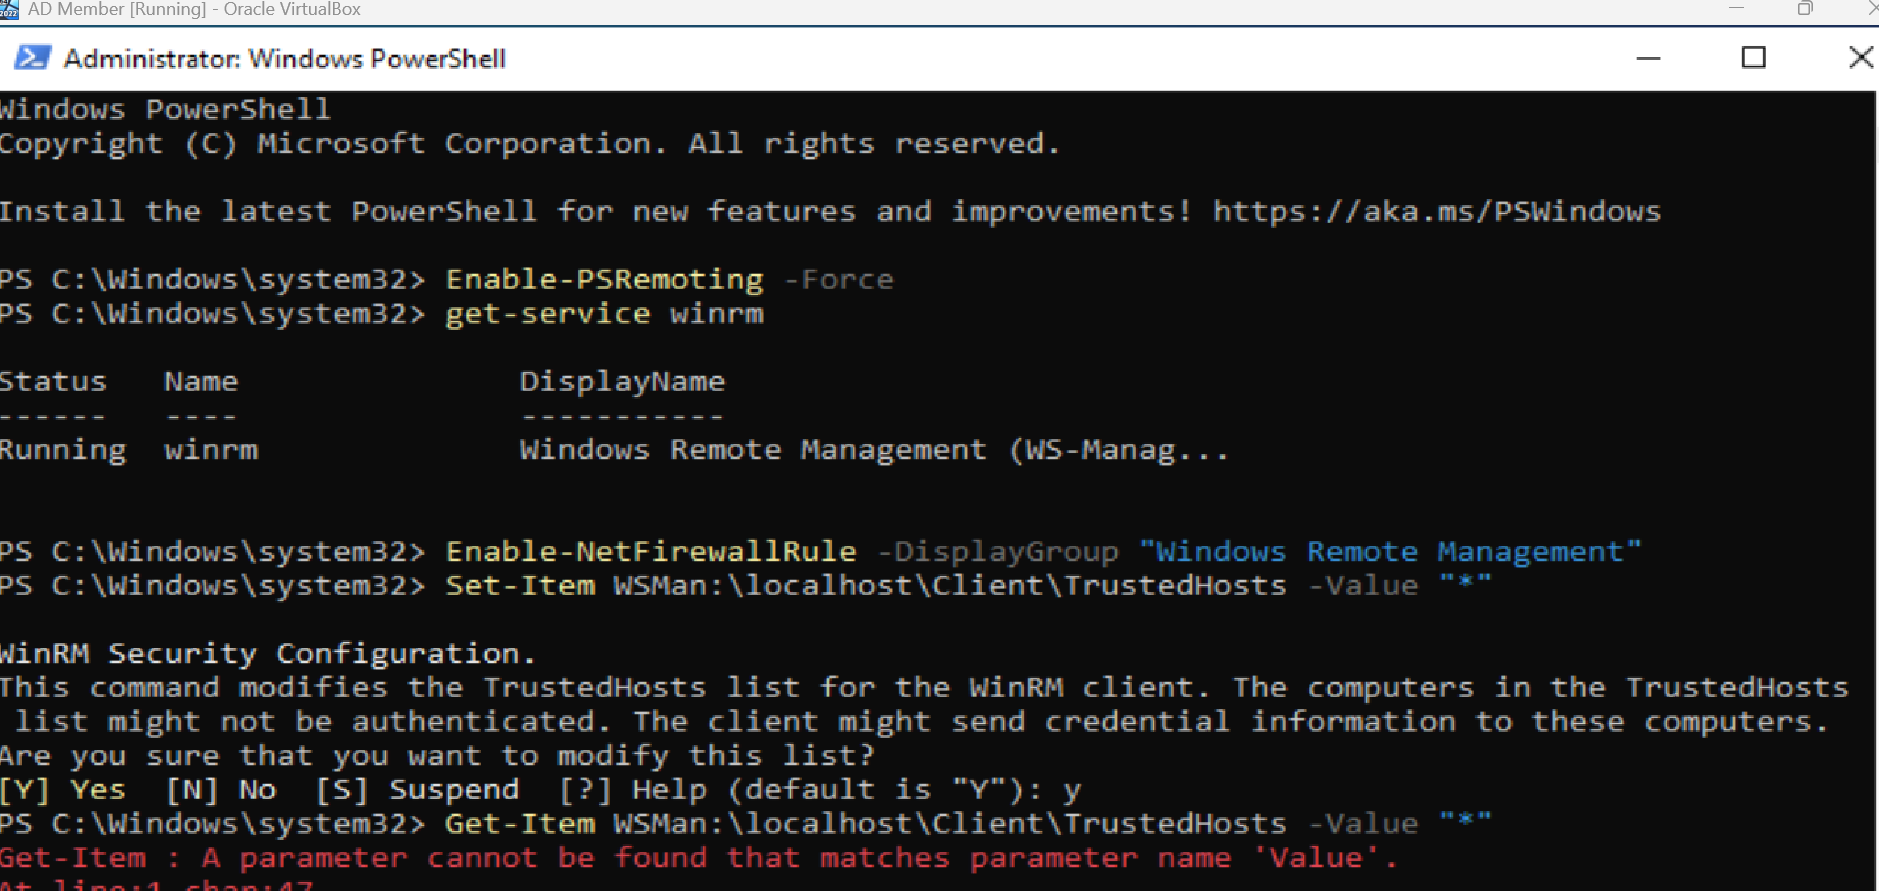 AD Member [Running] - Oracle VirtualBox
Administrator: Windows PowerShell
Windows PowerShell
Copyright (C) Microsoft Corporation. All rights reserved.
Install the latest PowerShell for new features and improvements! https://aka.ms/PSWindows
PS C:\Windows\system32> Enable-PSRemoting -Force
PS C:\Windows\system32> get-service winrm
Status   Name               DisplayName
------   ----               -----------
Running  winrm              Windows Remote Management (WS-Manag...
PS C:\Windows\system32> Enable-NetFirewallRule -DisplayGroup "Windows Remote Management"
PS C:\Windows\system32> Set-Item WSMan:\localhost\Client\TrustedHosts -Value "*"
WinRM Security Configuration.
This command modifies the TrustedHosts list for the WinRM client. The computers in the TrustedHosts
list might not be authenticated. The client might send credential information to these computers.
Are you sure that you want to modify this list?
[Y] Yes  [N] No  [S] Suspend  [?] Help (default is "Y"): y
PS C:\Windows\system32> Get-Item WSMan:\localhost\Client\TrustedHosts -Value "*"
Get-Item : A parameter cannot be found that matches parameter name 'Value'.
At line:1 char:47